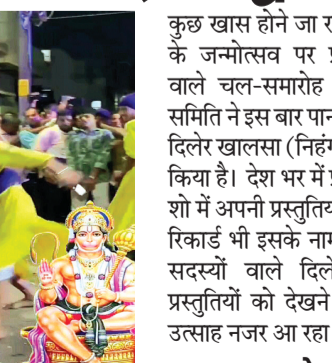 कुछ खास होने जा र
के जन्मोत्सव पर प्र
वाले चल-समारोह
समिति ने इस बार पान
दिलेर खालसा (निहंग
किया है। देश भर में प्र
शो में अपनी प्रस्तुतिय
रिकार्ड भी इसके नाम
सदस्यों वाले दिले
प्रस्तुतियों को देखने
उत्साह नजर आ रहा